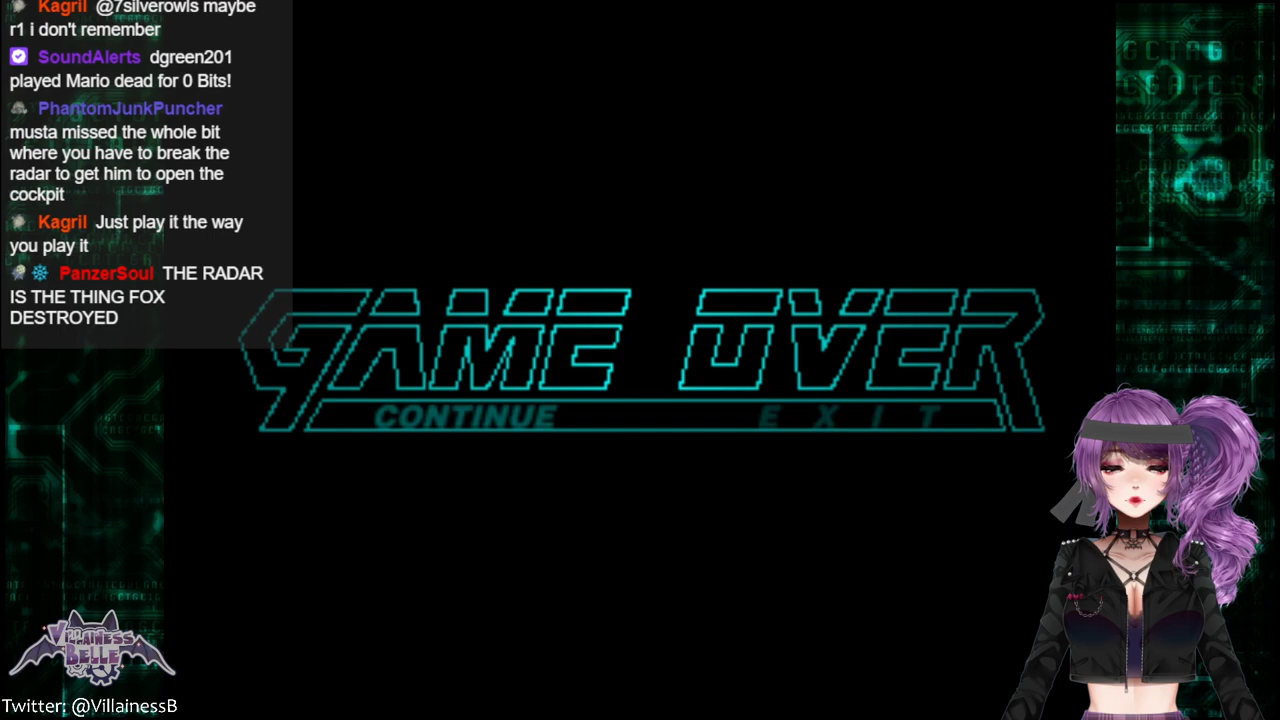 Kagril @7silverowls maybe
r1 i don't remember
SoundAlerts dgreen201
played Mario dead for 0 Bits!
PhantomJunkPuncher
musta missed the whole bit
where you have to break the
radar to get him to open the
cockpit
Kagril Just play it the way
you play it
PanzerSoul THE RADAR
IS THE THING FOX
DESTROYED
GAME OVER
CONTINUE EXIT
VILLAINESS
BELLE
Twitter: @VillainessB